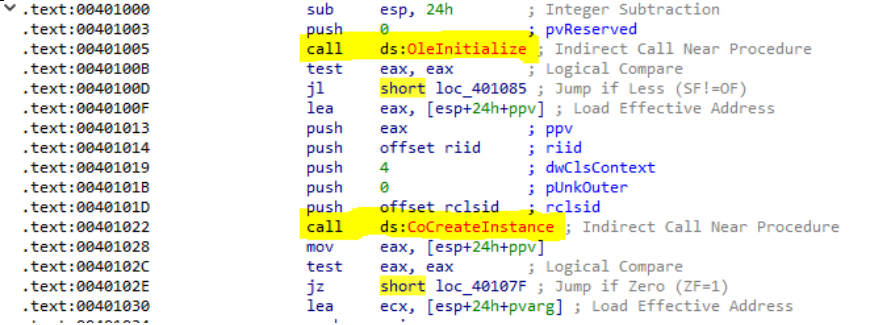 .text:00401000 sub esp, 24h ; Integer Subtraction
.text:00401003 push 0 ; pvReserved
.text:00401005 call ds:OleInitialize ; Indirect Call Near Procedure
.text:0040100B test eax, eax ; Logical Compare
.text:0040100D jl short loc_401085 ; Jump if Less (SF!=OF)
.text:0040100F lea eax, [esp+24h+ppv] ; Load Effective Address
.text:00401013 push eax ; ppv
.text:00401014 push offset riid ; riid
.text:00401019 push 4 ; dwClsContext
.text:0040101B push 0 ; pUnkOuter
.text:0040101D push offset rclsid ; rclsid
.text:00401022 call ds:CoCreateInstance ; Indirect Call Near Procedure
.text:00401028 mov eax, [esp+24h+ppv]
.text:0040102C test eax, eax ; Logical Compare
.text:0040102E jz short loc_40107F ; Jump if Zero (ZF=1)
.text:00401030 lea ecx, [esp+24h+pvarg] ; Load Effective Address